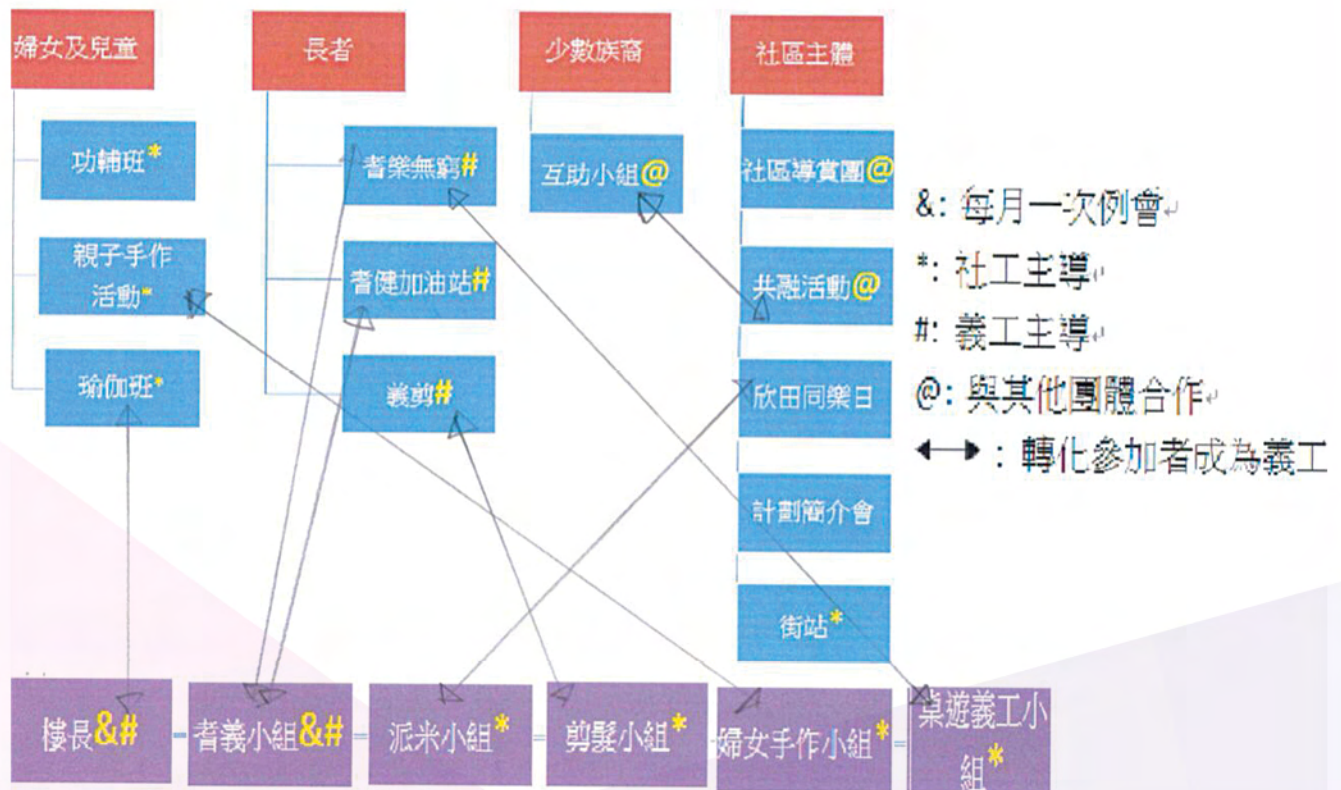 婦女及兒童
長者
少數族裔
社區主體
功輔班*
親子手作
活動*
瑜伽班*
耆樂無窮#
耆健加油站#
義剪#
互助小組@
社區導賞團@
共融活動@
欣田同樂日
計劃簡介會
街站*
&: 每月一次例會
*: 社工主導
#: 義工主導
@: 與其他團體合作
◄─►: 轉化參加者成為義工
樓長&#
耆義小組&#
派米小組*
剪髮小組*
婦女手作小組*
桌遊義工小
組*